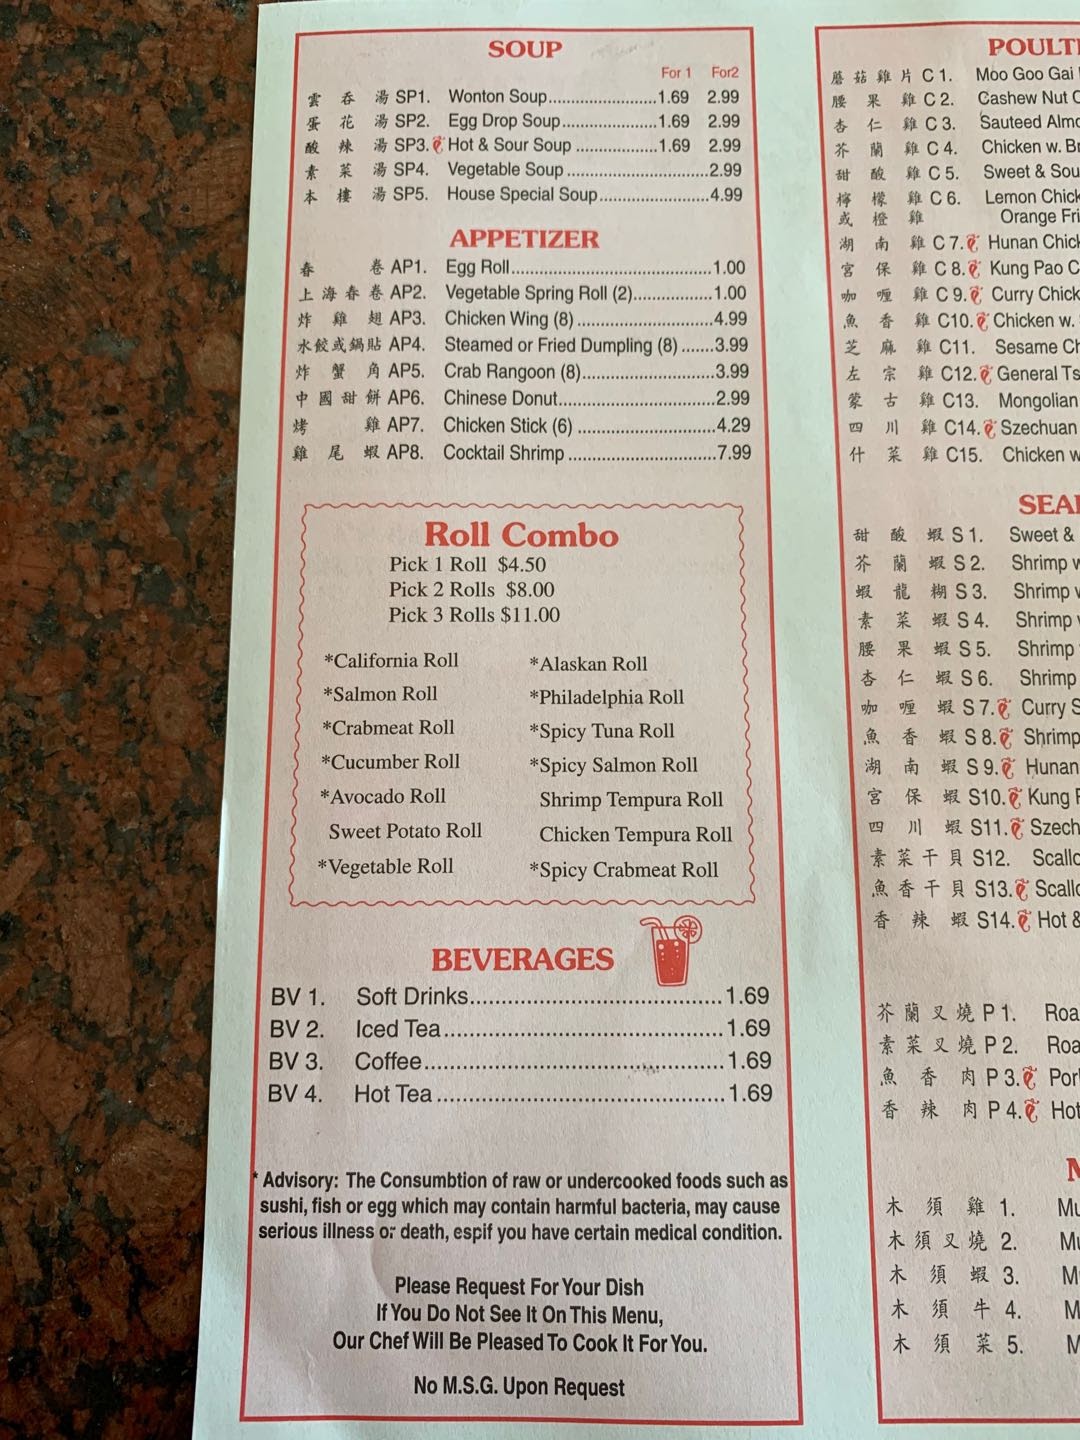 SOUP
For 1 For2
雲 吞 湯 SP1. Wonton Soup......................1.69 2.99
蛋 花 湯 SP2. Egg Drop Soup...................1.69 2.99
酸 辣 湯 SP3. Hot & Sour Soup .................1.69 2.99
素 菜 湯 SP4. Vegetable Soup ..............................2.99
本 樓 湯 SP5. House Special Soup.......................4.99
APPETIZER
春 卷 AP1. Egg Roll..........................................1.00
上 海 春 卷 AP2. Vegetable Spring Roll (2).................1.00
炸 雞 翅 AP3. Chicken Wing (8) .............................4.99
水餃或鍋貼 AP4. Steamed or Fried Dumpling (8) .......3.99
炸 蟹 角 AP5. Crab Rangoon (8)............................3.99
中 國 甜 餅 AP6. Chinese Donut.................................2.99
烤 雞 AP7. Chicken Stick (6) .............................4.29
雞 尾 蝦 AP8. Cocktail Shrimp ...............................7.99
Roll Combo
Pick 1 Roll $4.50
Pick 2 Rolls $8.00
Pick 3 Rolls $11.00
*California Roll *Alaskan Roll
*Salmon Roll *Philadelphia Roll
*Crabmeat Roll *Spicy Tuna Roll
*Cucumber Roll *Spicy Salmon Roll
*Avocado Roll Shrimp Tempura Roll
Sweet Potato Roll Chicken Tempura Roll
*Vegetable Roll *Spicy Crabmeat Roll
BEVERAGES
BV 1. Soft Drinks.......................................1.69
BV 2. Iced Tea...........................................1.69
BV 3. Coffee..............................................1.69
BV 4. Hot Tea ............................................1.69
* Advisory: The Consumbtion of raw or undercooked foods such as
sushi, fish or egg which may contain harmful bacteria, may cause
serious illness or death, espif you have certain medical condition.
Please Request For Your Dish
If You Do Not See It On This Menu,
Our Chef Will Be Pleased To Cook It For You.
No M.S.G. Upon Request
POULT
蘑 菇 雞 片 C 1. Moo Goo Gai
腰 果 雞 C 2. Cashew Nut C
杏 仁 雞 C 3. Sauteed Almo
芥 蘭 雞 C 4. Chicken w. Br
甜 酸 雞 C 5. Sweet & Sou
檸 檬 雞 C 6. Lemon Chick
或 橙 雞 Orange Fri
湖 南 雞 C 7. Hunan Chick
宮 保 雞 C 8. Kung Pao C
咖 喱 雞 C 9. Curry Chick
魚 香 雞 C10. Chicken w.
芝 麻 雞 C11. Sesame Ch
左 宗 雞 C12. General Ts
蒙 古 雞 C13. Mongolian
四 川 雞 C14. Szechuan
什 菜 雞 C15. Chicken w
SEA
甜 酸 蝦 S 1. Sweet &
芥 蘭 蝦 S 2. Shrimp w
蝦 龍 糊 S 3. Shrimp v
素 菜 蝦 S 4. Shrimp
腰 果 蝦 S 5. Shrimp
杏 仁 蝦 S 6. Shrimp
咖 喱 蝦 S 7. Curry S
魚 香 蝦 S 8. Shrimp
湖 南 蝦 S 9. Hunan
宮 保 蝦 S10. Kung P
四 川 蝦 S11. Szech
素 菜 干 貝 S12. Scallo
魚 香 干 貝 S13. Scallo
香 辣 蝦 S14. Hot &
芥 蘭 叉 燒 P 1. Roa
素 菜 叉 燒 P 2. Roa
魚 香 肉 P 3. Por
香 辣 肉 P 4. Hot
M
木 須 雞 1. Mu
木 須 叉 燒 2. Mu
木 須 蝦 3. M
木 須 牛 4. M
木 須 菜 5. M